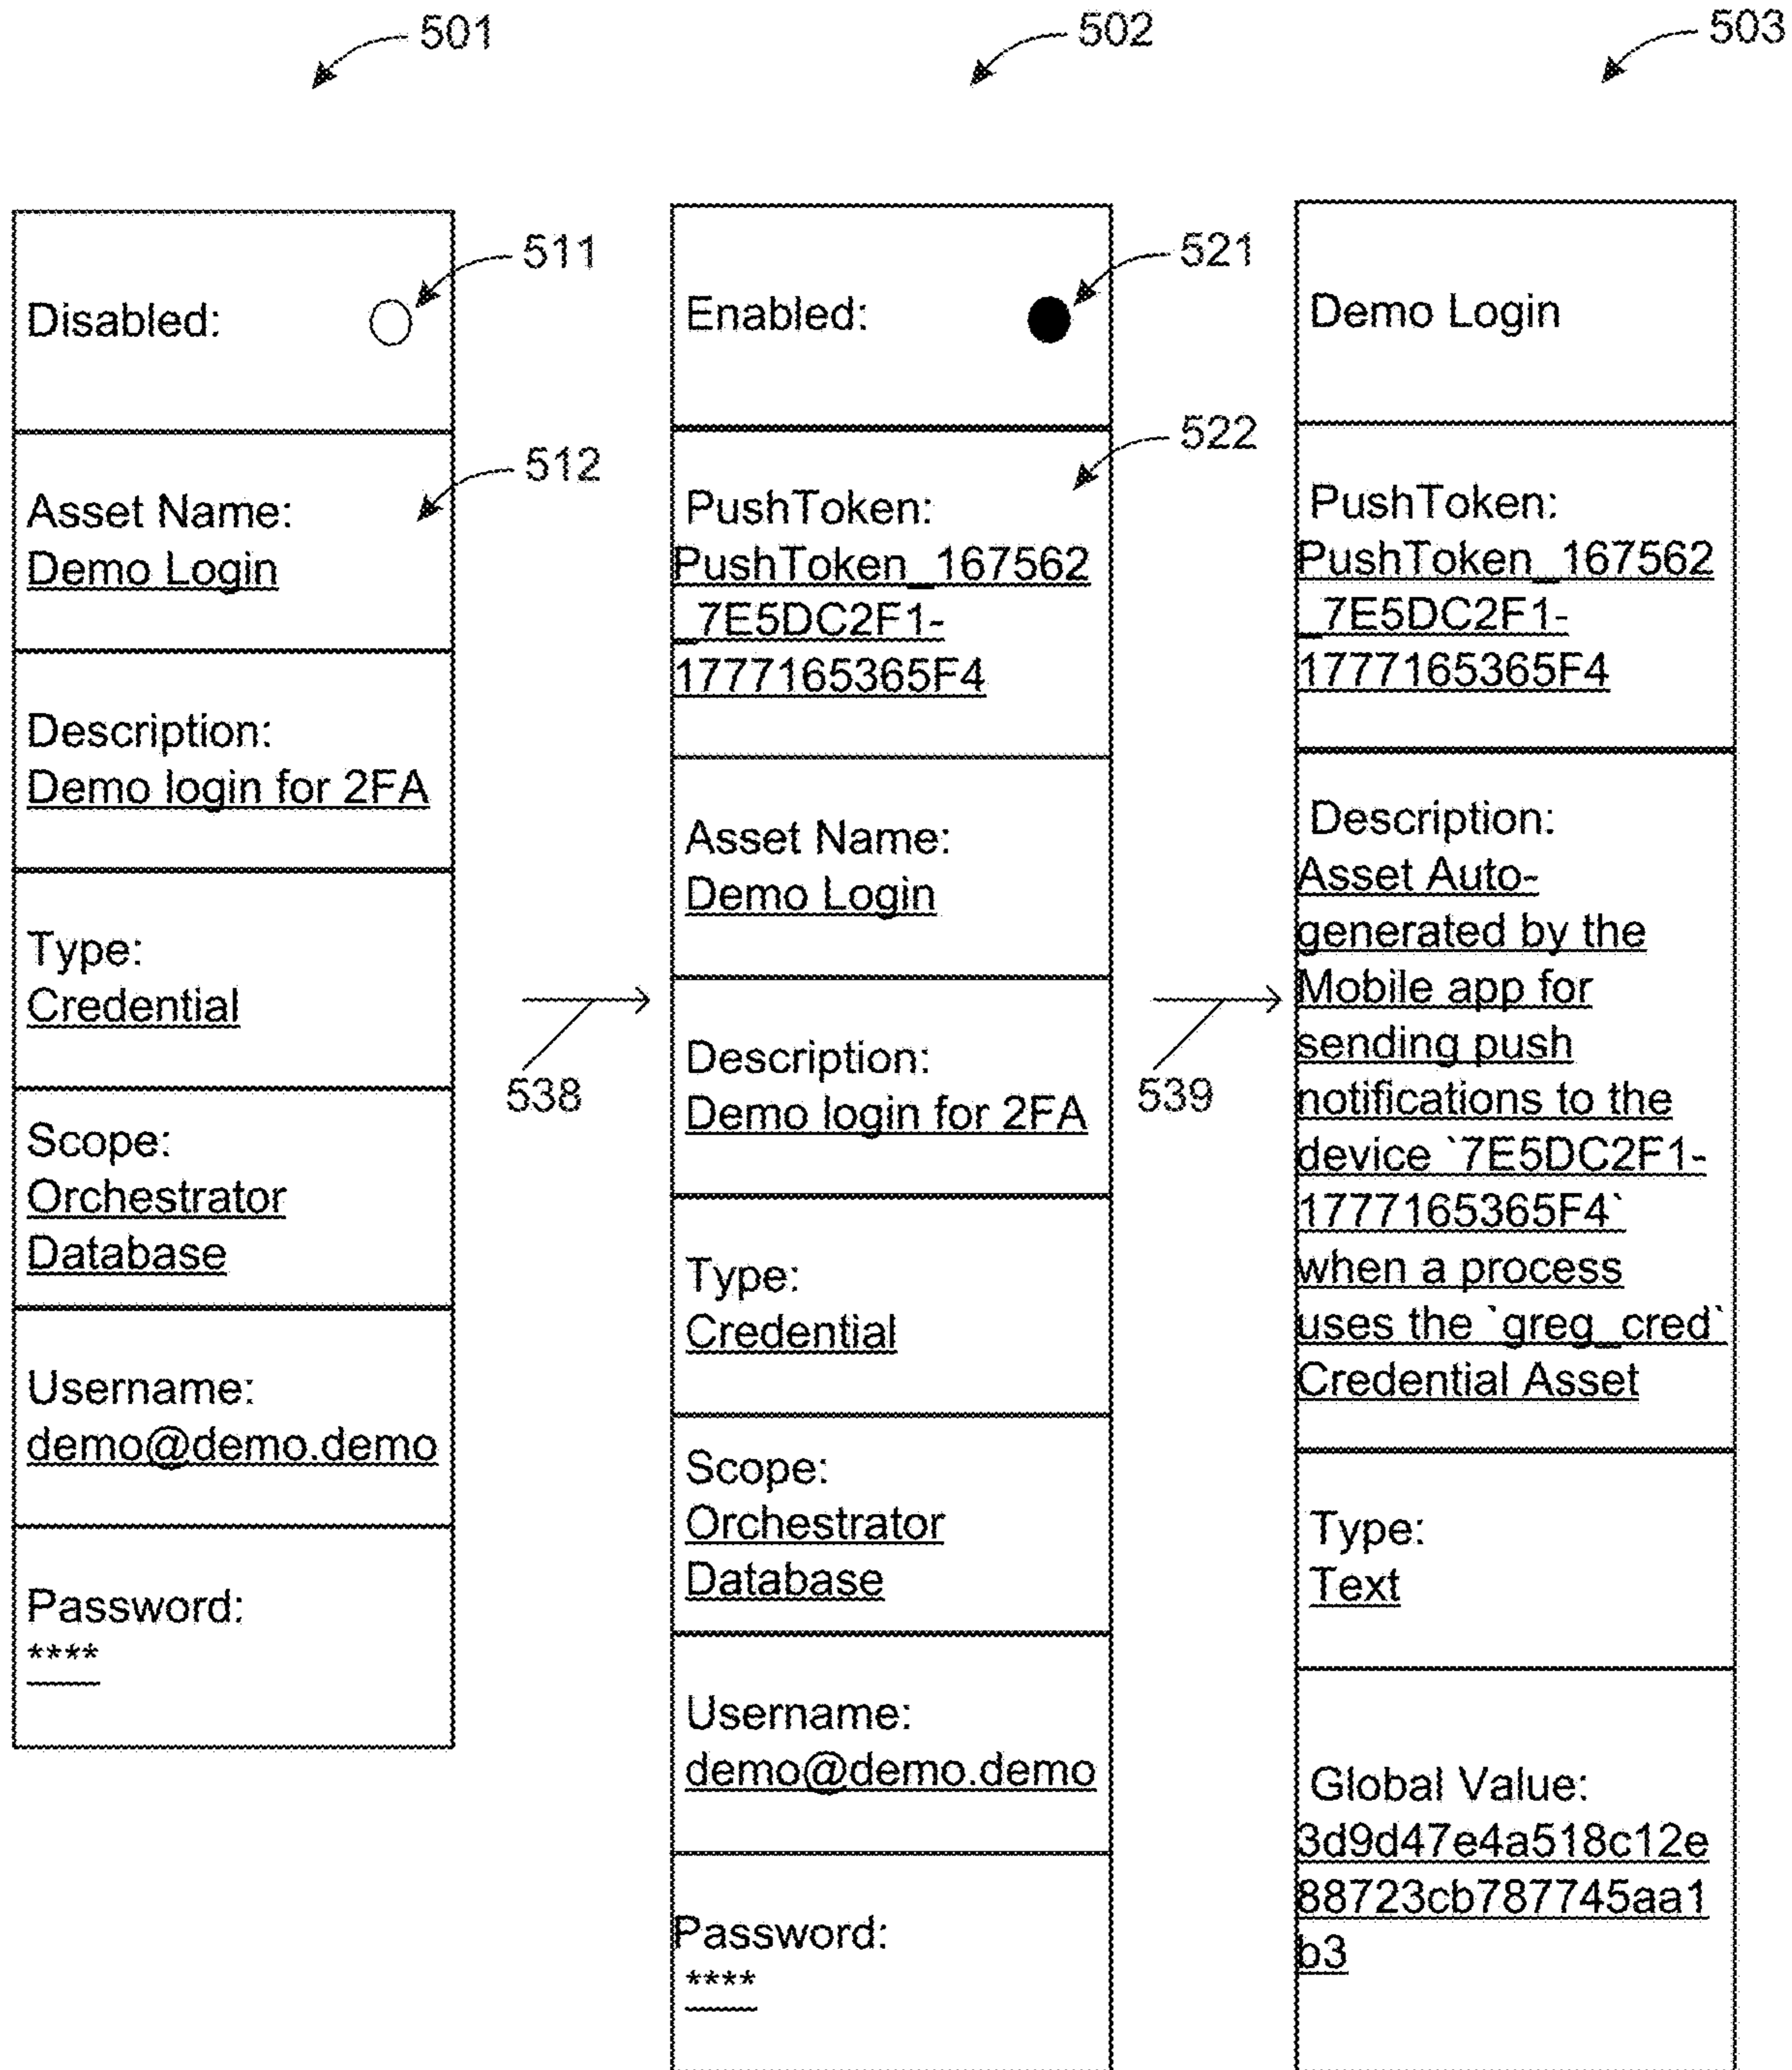 501
502
503
Disabled:
511
Asset Name:
Demo Login
512
Description:
Demo login for 2FA
Type:
Credential
Scope:
Orchestrator
Database
Username:
demo@demo.demo
Password:
****
538
Enabled:
521
PushToken:
PushToken_167562
_7E5DC2F1-
1777165365F4
522
Asset Name:
Demo Login
Description:
Demo login for 2FA
Type:
Credential
Scope:
Orchestrator
Database
Username:
demo@demo.demo
Password:
****
539
Demo Login
PushToken:
PushToken_167562
_7E5DC2F1-
1777165365F4
Description:
Asset Auto-
generated by the
Mobile app for
sending push
notifications to the
device `7E5DC2F1-
1777165365F4`
when a process
uses the `greg_cred`
Credential Asset
Type:
Text
Global Value:
3d9d47e4a518c12e
88723cb787745aa1
b3